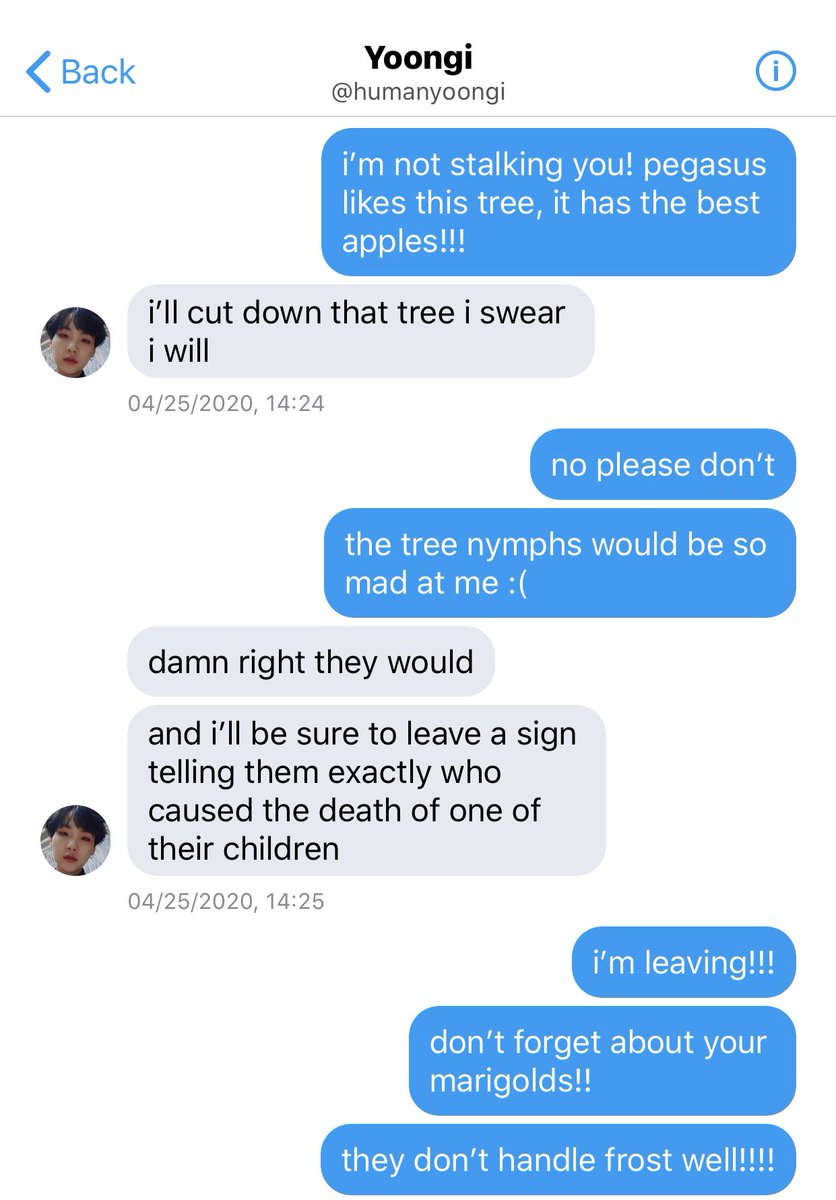 Back
Yoongi
@humanyoongi
i’m not stalking you! pegasus
likes this tree, it has the best
apples!!!
i’ll cut down that tree i swear
i will
04/25/2020, 14:24
no please don’t
the tree nymphs would be so
mad at me :(
damn right they would
and i’ll be sure to leave a sign
telling them exactly who
caused the death of one of
their children
04/25/2020, 14:25
i’m leaving!!!
don’t forget about your
marigolds!!
they don’t handle frost well!!!!